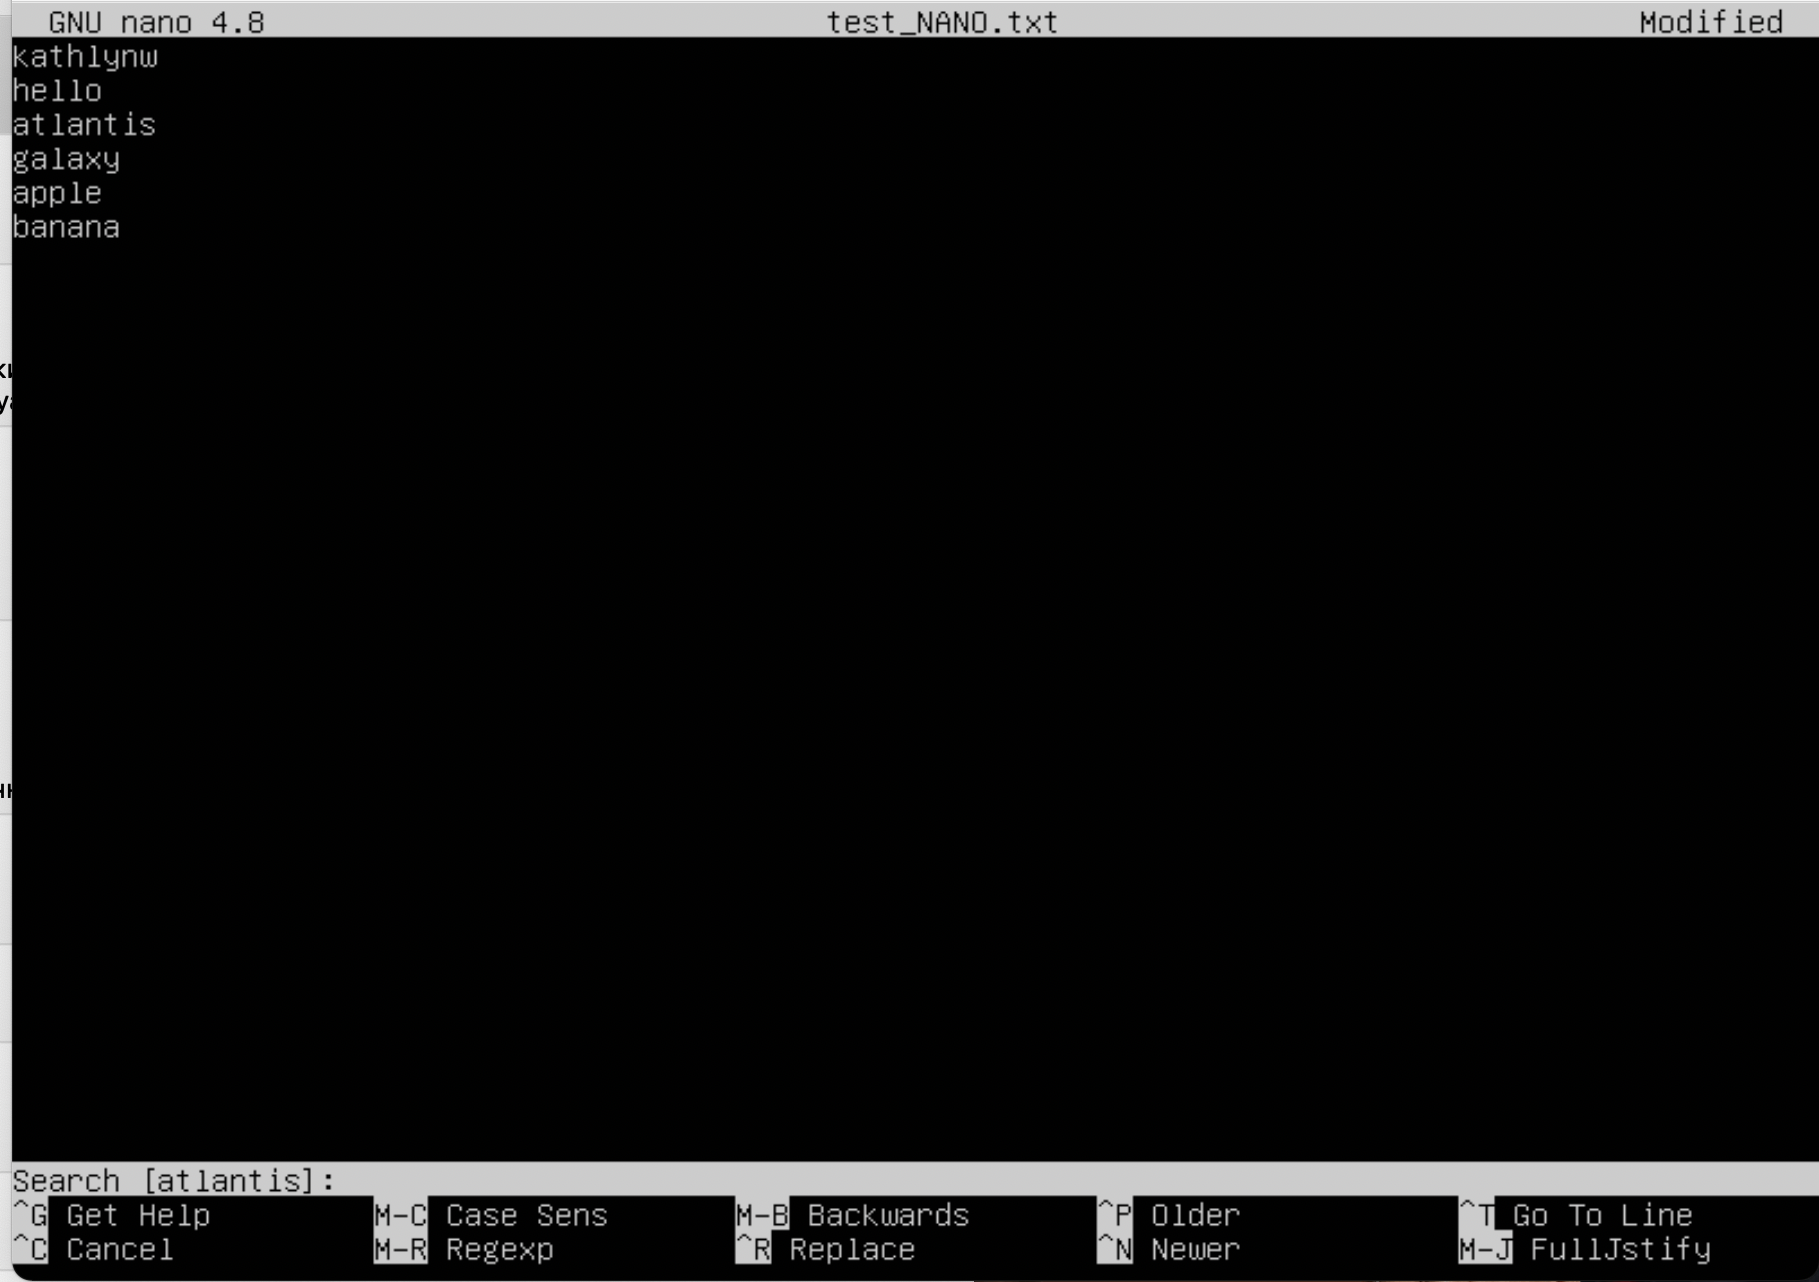 GNU nano 4.8 test_NANO.txt Modified
kathlynw
hello
atlantis
galaxy
apple
banana
Search [atlantis]:
^G Get Help M-C Case Sens M-B Backwards ^P Older ^T Go To Line
^C Cancel M-R Regexp ^R Replace ^N Newer M-J FullJstify